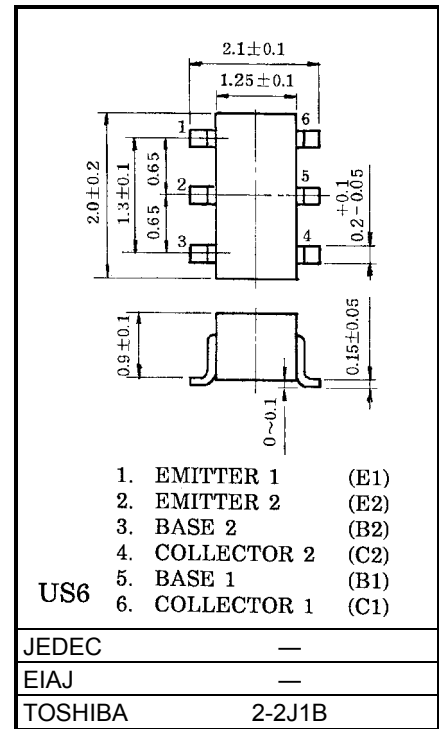 2.1±0.1
1.25±0.1
1
6
2
5
3
4
2.0±0.2
1.3±0.1
0.65
0.65
+0.1
0.2-0.05
0.9±0.1
0.15±0.05
0~0.1
1. EMITTER 1 (E1)
2. EMITTER 2 (E2)
3. BASE 2 (B2)
4. COLLECTOR 2 (C2)
US6 5. BASE 1 (B1)
6. COLLECTOR 1 (C1)
JEDEC —
EIAJ —
TOSHIBA 2-2J1B